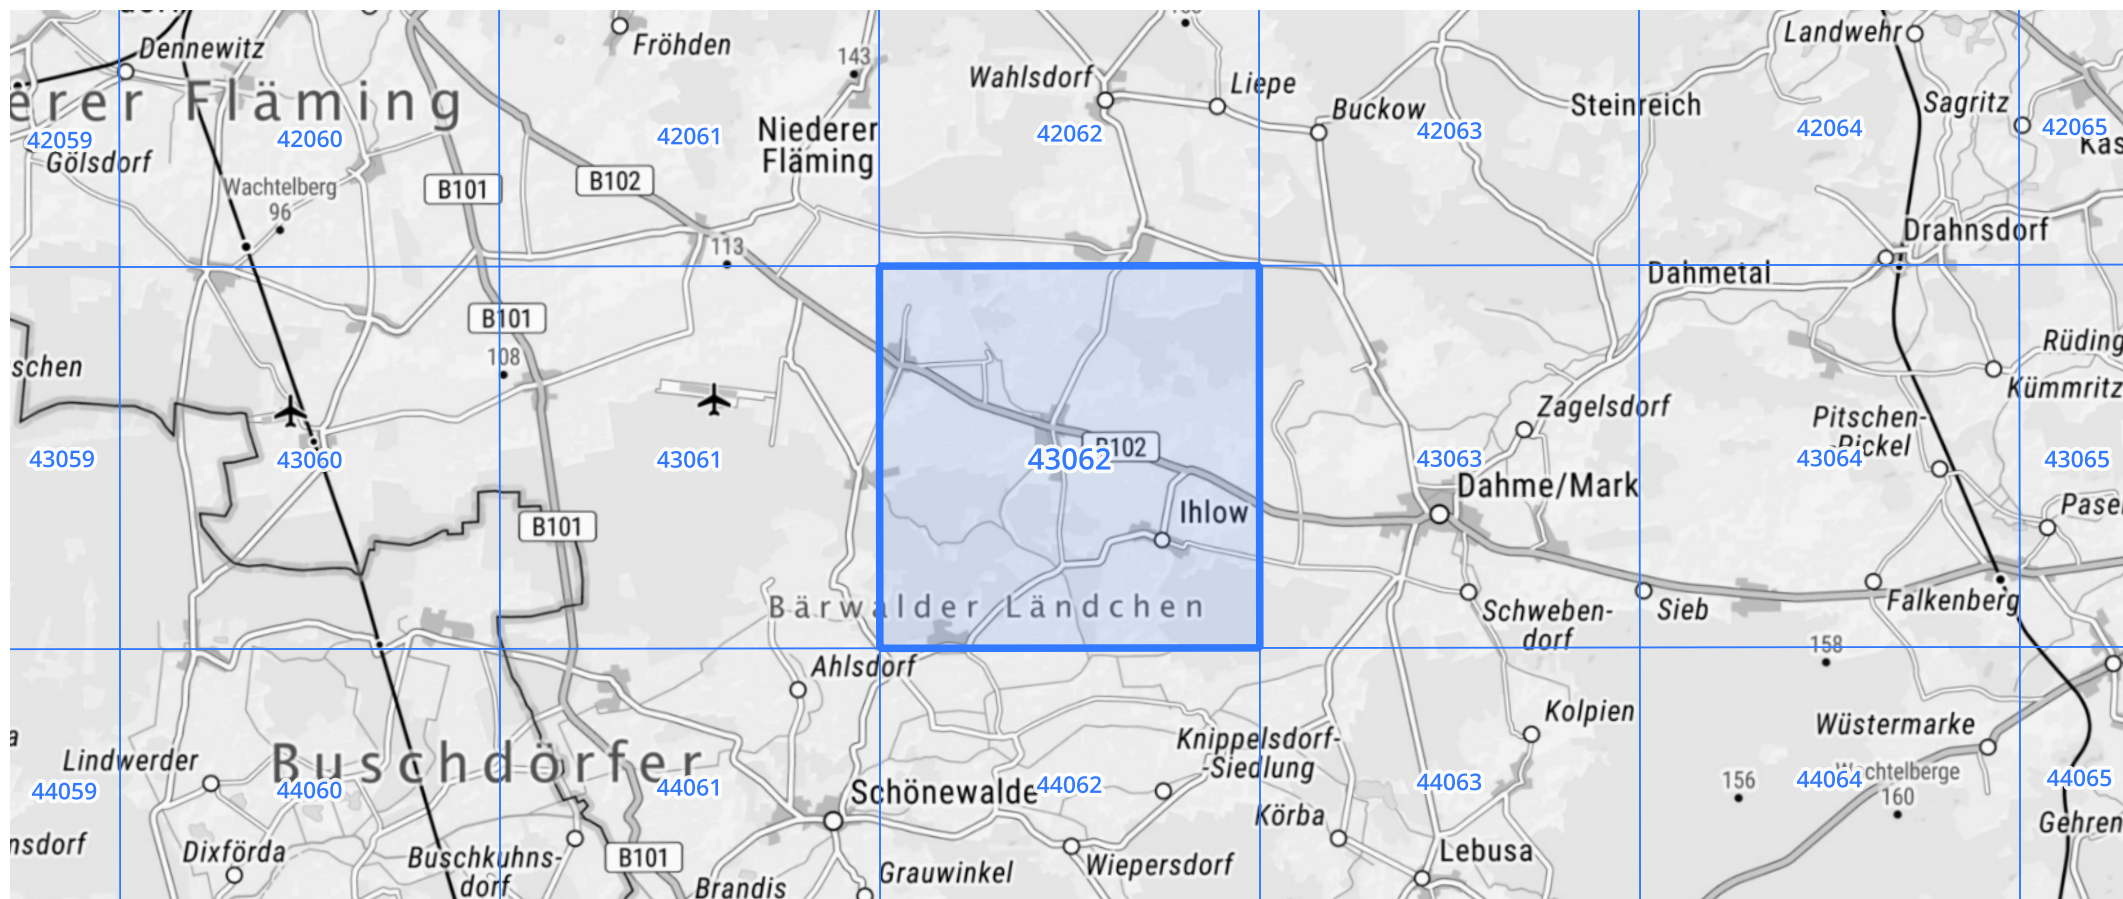 Dennewitz
Fröhden
143
Wahlsdorf
Liepe
Buckow
Steinreich
Landwehr
Sagritz
erer Fläming
42059
42060
42061
42062
42063
42064
42065
Kas
Gölsdorf
Niederer
Fläming
Wachtelberg
96
B101
B102
113
Drahnsdorf
Dahmetal
B101
108
schen
Rüding
Kümmritz
Zagelsdorf
Pitschen-
Pickel
43059
43060
43061
43062
B102
43063
43064
43065
Dahme/Mark
Ihlow
B101
Pasei
Bärwalder Ländchen
Schweben-
dorf
Sieb
Falkenberg
158
Ahlsdorf
Kolpien
Wüstermarke
Lindwerder
Buschdörfer
Knippelsdorf-
-Siedlung
44059
44060
44061
Schönewalde
44062
44063
156
44064
Wachtelberge
160
44065
Körba
Gehren
nsdorf
Dixförda
Buschkuhns-
dorf
B101
Brandis
Grauwinkel
Wiepersdorf
Lebusa